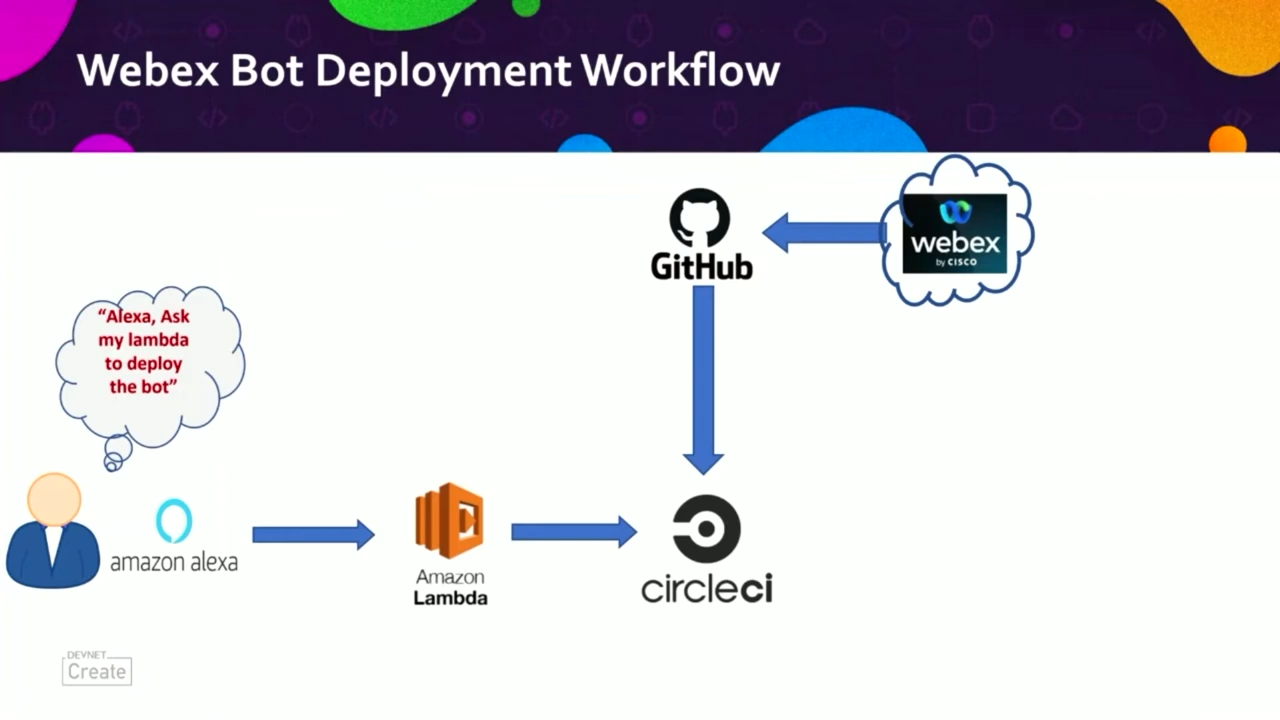 Webex Bot Deployment Workflow
GitHub
webex
by CISCO
“Alexa, Ask
my lambda
to deploy
the bot”
amazon alexa
Amazon
Lambda
circleci
DEVNET
Create